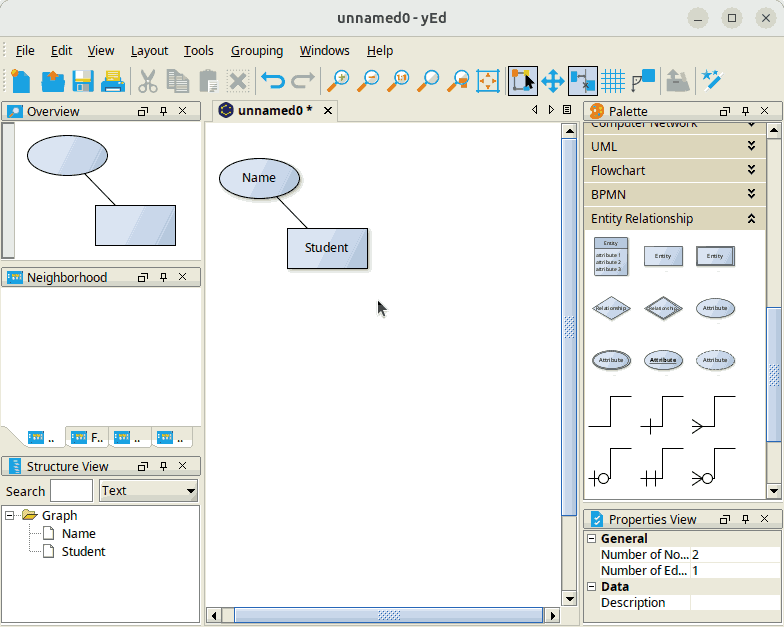 unnamed0 - yEd
File Edit View Layout Tools Grouping Windows Help
Overview
unnamed0 *
Palette
Computer Network
UML
Flowchart
BPMN
Entity Relationship
Name
Student
Entity
attribute 1
attribute 2
attribute 3
Entity
Entity
Relationship
Relationship
Attribute
Attribute
Attribute
Attribute
Neighborhood
..
F..
..
..
Structure View
Search
Text
Graph
Name
Student
Properties View
General
Number of No... 2
Number of Ed... 1
Data
Description